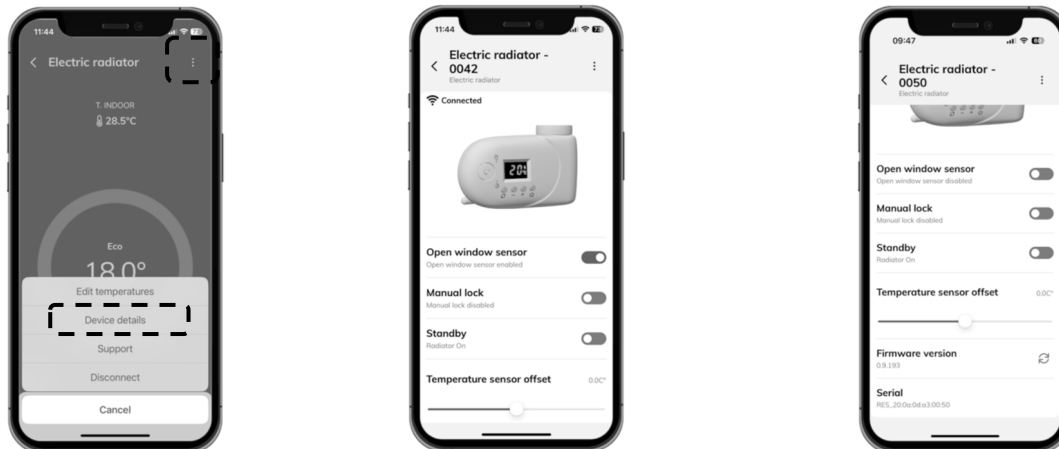 11:44
73
Electric radiator
T. INDOOR
28.5°C
Eco
18.0°
Edit temperatures
Device details
Support
Disconnect
Cancel
11:44
73
Electric radiator -
0042
Electric radiator
Connected
20
Open window sensor
Open window sensor enabled
Manual lock
Manual lock disabled
Standby
Radiator On
Temperature sensor offset 0.0C°
09:47
Electric radiator -
0050
Electric radiator
Open window sensor
Open window sensor disabled
Manual lock
Manual lock disabled
Standby
Radiator On
Temperature sensor offset 0.0C°
Firmware version
0.9.193
Serial
RES_20:0a:0d:a3:00:50